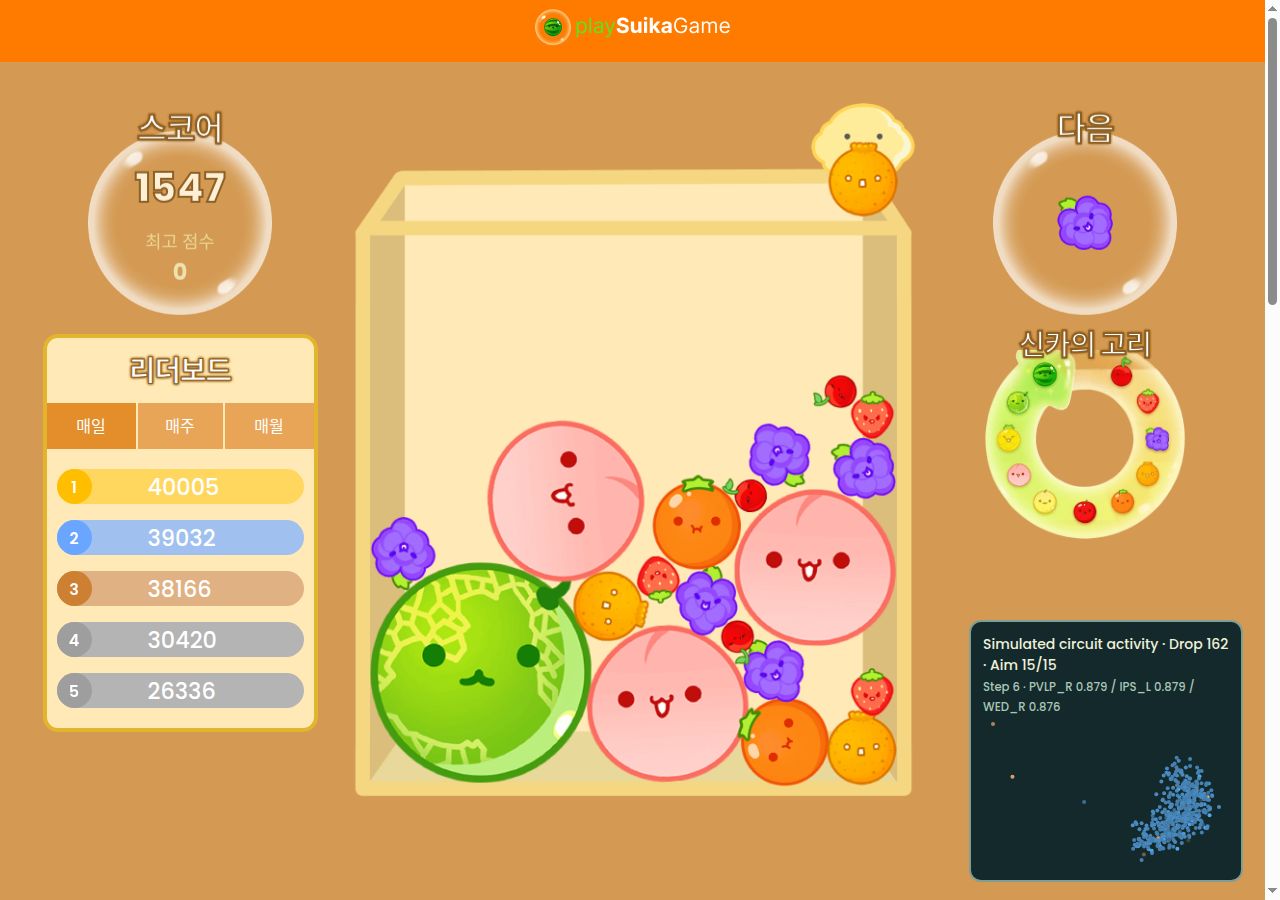 playSuikaGame
스코어
1547
최고 점수
0
다음
신카의 고리
리더보드
매일 매주 매월
1 40005
2 39032
3 38166
4 30420
5 26336
Simulated circuit activity · Drop 162
· Aim 15/15
Step 6 · PVLP_R 0.879 / IPS_L 0.879 /
WED_R 0.876